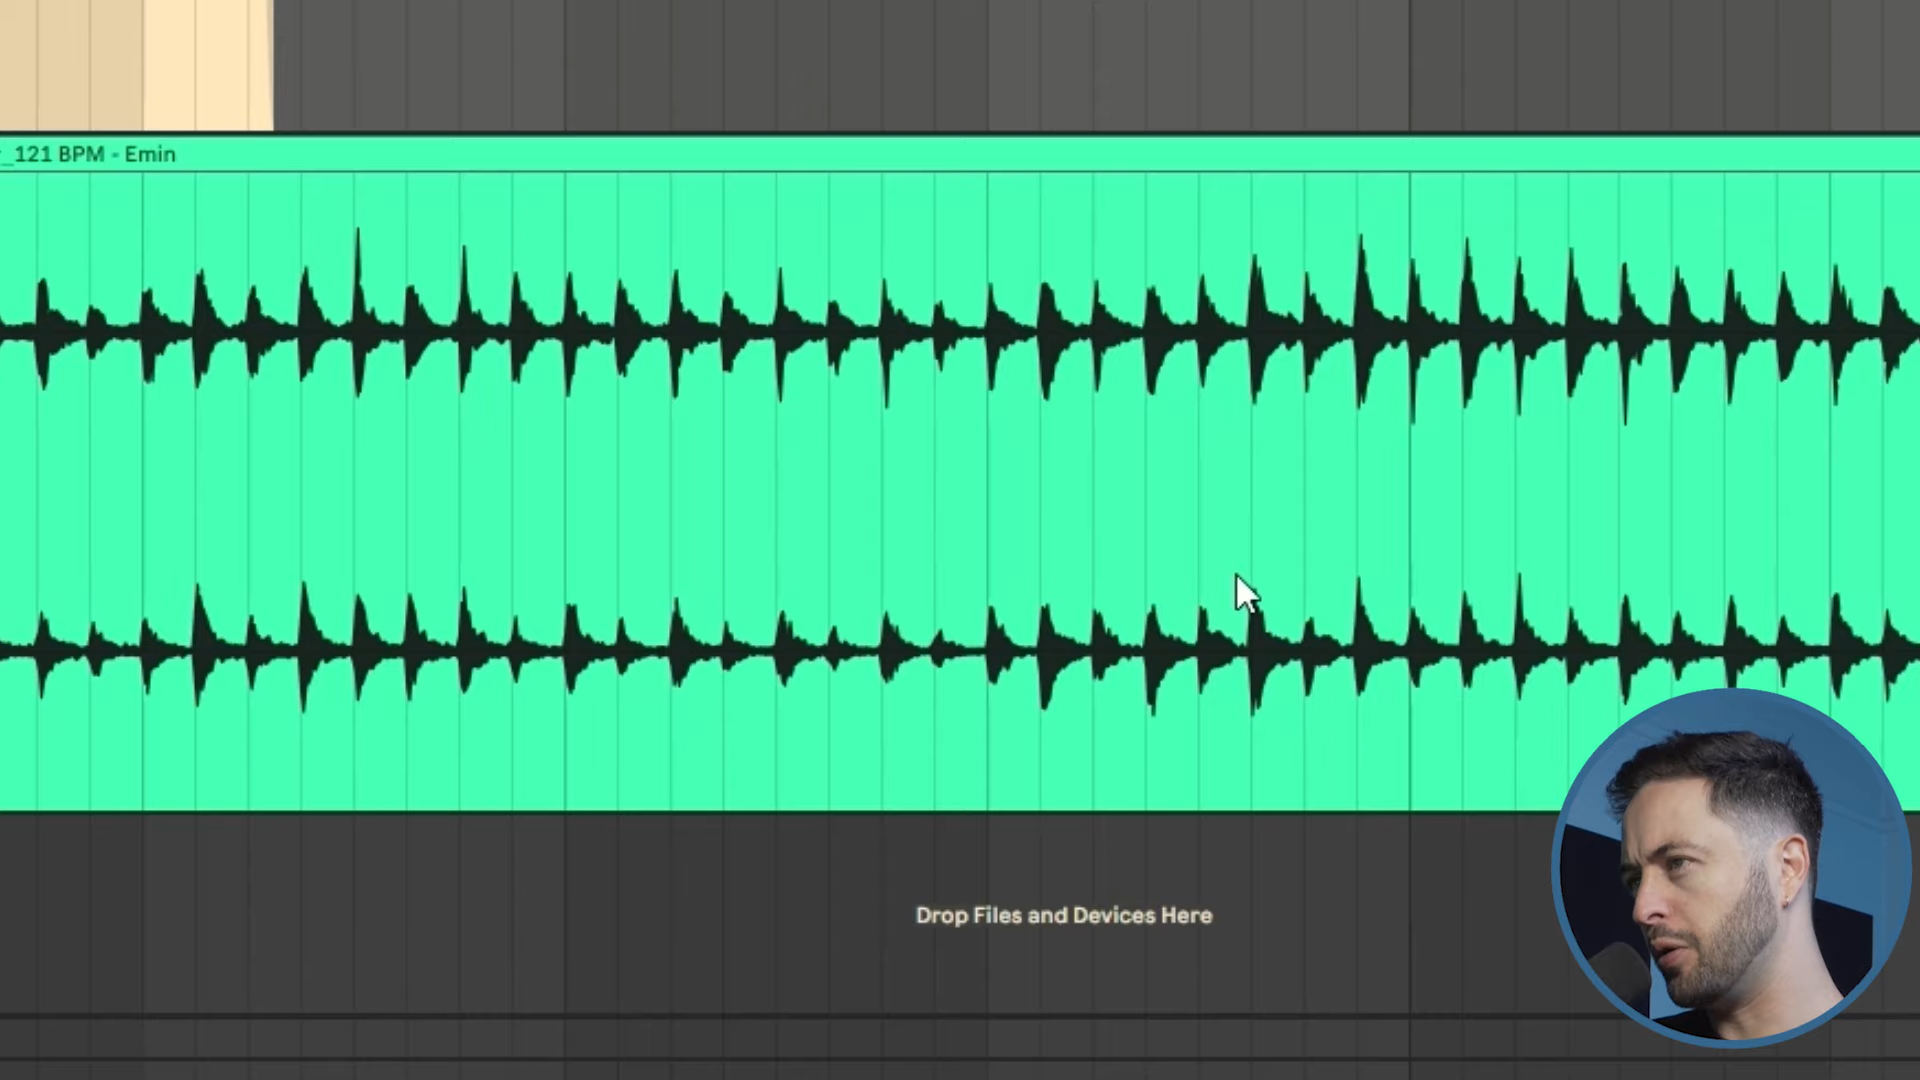 _121 BPM - Emin
Drop Files and Devices Here